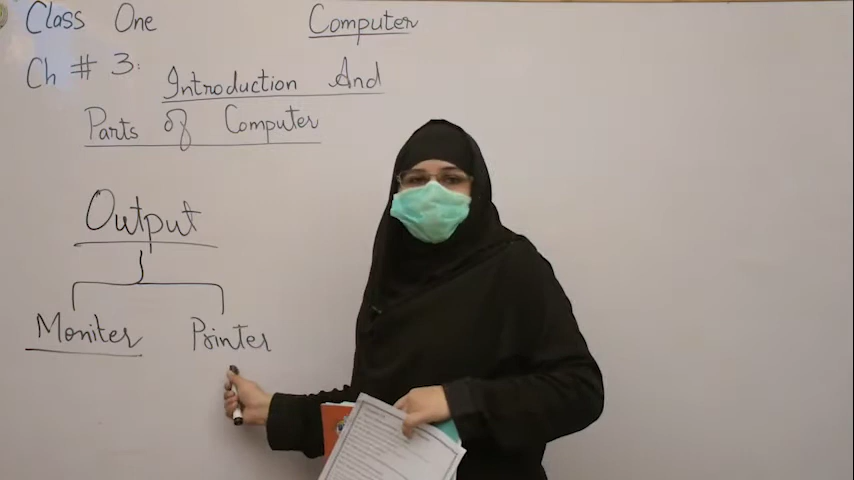 Class One Computer
Ch # 3: Introduction And
Parts of Computer
Output
Moniter Printer